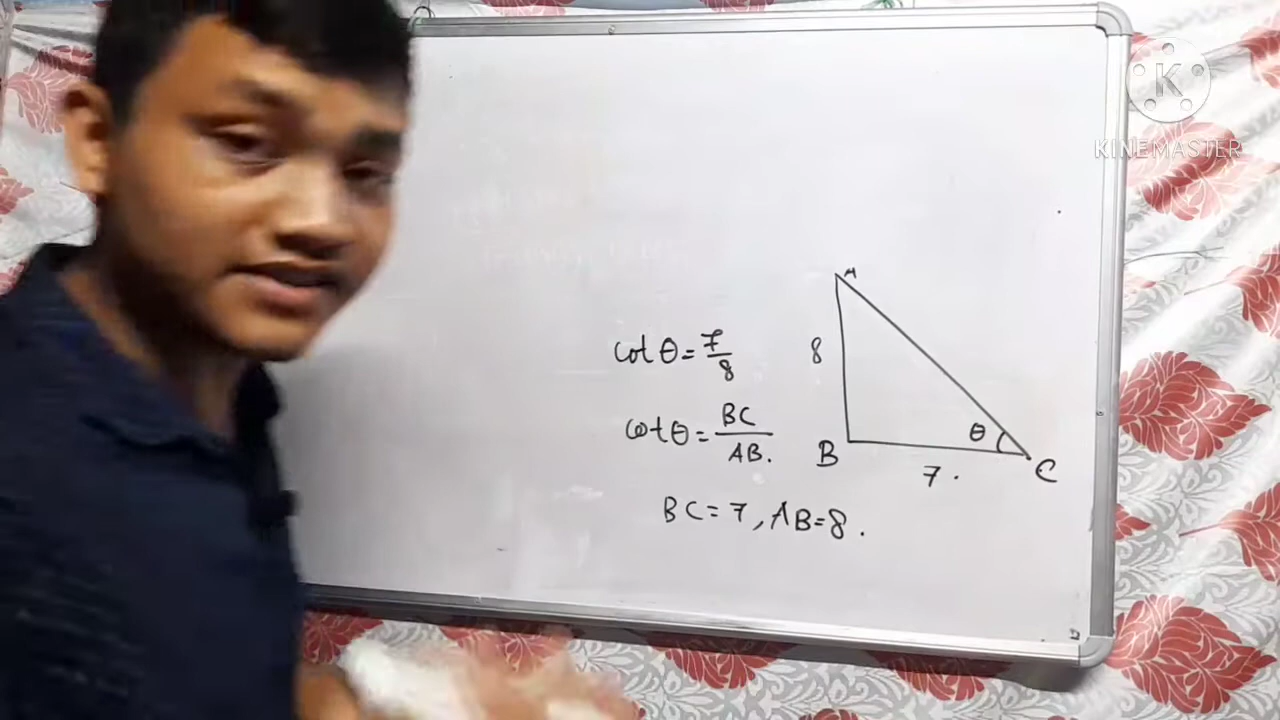 K
KINEMASTER
A
cot θ = 7/8
8
cot θ = BC/AB.
B
θ
C
7.
BC = 7, AB = 8.